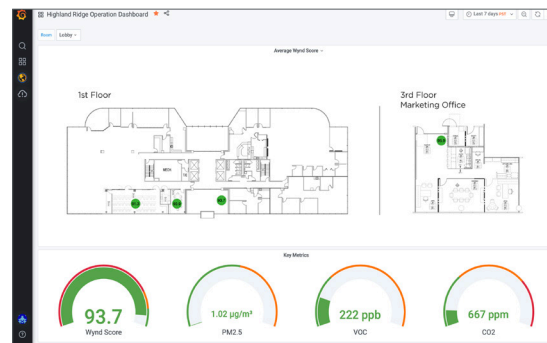 Highland Ridge Operation Dashboard
Last 7 days PST
Room Lobby
Average Wynd Score
1st Floor
3rd Floor
Marketing Office
MECH
Key Metrics
93.7
1.02 µg/m³
222 ppb
667 ppm
Wynd Score
PM2.5
VOC
CO2